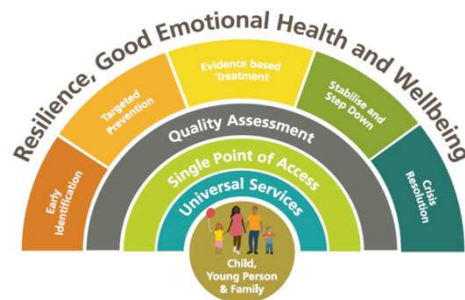 Resilience, Good Emotional Health and Wellbeing
Early
Identification
Targeted
Prevention
Evidence based
Treatment
Stabilise and
Step Down
Crisis
Resolution
Quality Assessment
Single Point of Access
Universal Services
Child,
Young Person
& Family